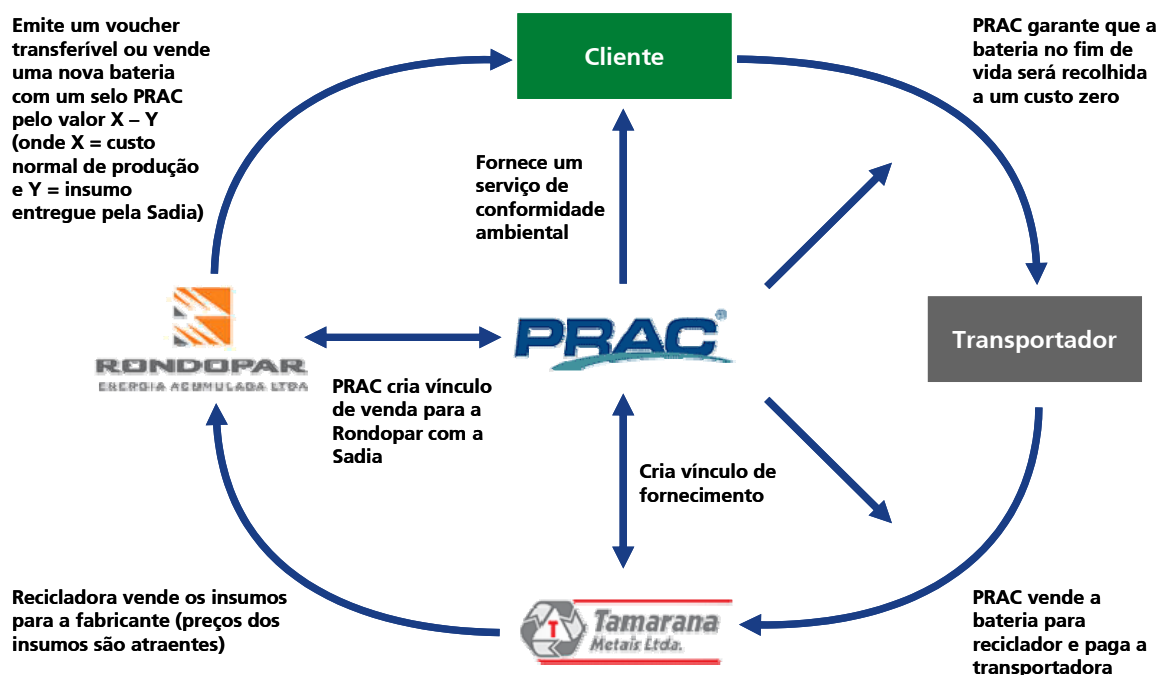 Emite um voucher
transferível ou vende
uma nova bateria
com um selo PRAC
pelo valor X – Y
(onde X = custo
normal de produção
e Y = insumo
entregue pela Sadia)
Cliente
PRAC garante que a
bateria no fim de
vida será recolhida
a um custo zero
Fornece um
serviço de
conformidade
ambiental
RONDOPAR
ENERGIA ACUMULADA LTDA
PRAC®
Transportador
PRAC cria vínculo
de venda para a
Rondopar com a
Sadia
Cria vínculo de
fornecimento
Recicladora vende os insumos
para a fabricante (preços dos
insumos são atraentes)
T
Tamarana
Metais Ltda.
PRAC vende a
bateria para
reciclador e paga a
transportadora